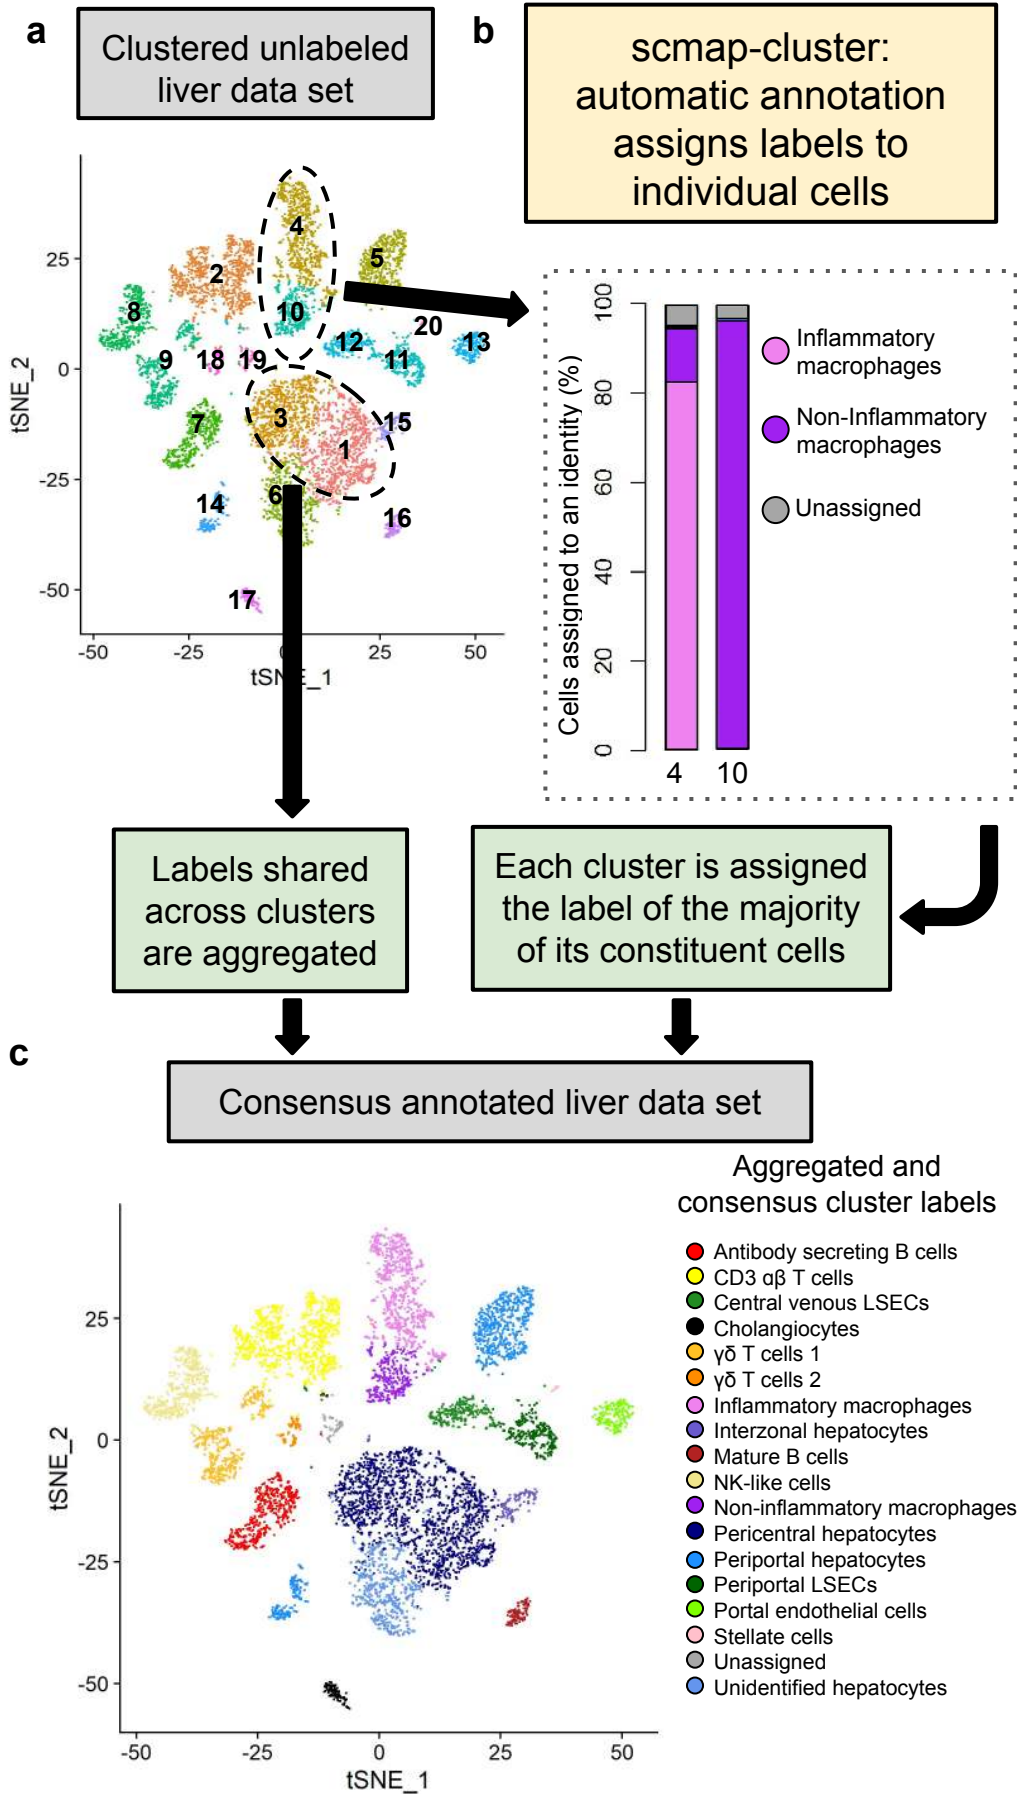 a
Clustered unlabeled
liver data set
b
scmap-cluster:
automatic annotation
assigns labels to
individual cells
tSNE_2
25
0
-25
-50
-50
-25
25
50
tSNE_1
4
5
2
8
10
20
12
13
9
18
19
11
3
7
15
1
6
14
16
17
Cells assigned to an identity (%)
100
80
60
40
20
0
4
10
Inflammatory
macrophages
Non-Inflammatory
macrophages
Unassigned
Labels shared
across clusters
are aggregated
Each cluster is assigned
the label of the majority
of its constituent cells
c
Consensus annotated liver data set
Aggregated and
consensus cluster labels
tSNE_2
25
0
-25
-50
-50
-25
0
25
50
tSNE_1
Antibody secreting B cells
CD3 αβ T cells
Central venous LSECs
Cholangiocytes
γδ T cells 1
γδ T cells 2
Inflammatory macrophages
Interzonal hepatocytes
Mature B cells
NK-like cells
Non-inflammatory macrophages
Pericentral hepatocytes
Periportal hepatocytes
Periportal LSECs
Portal endothelial cells
Stellate cells
Unassigned
Unidentified hepatocytes